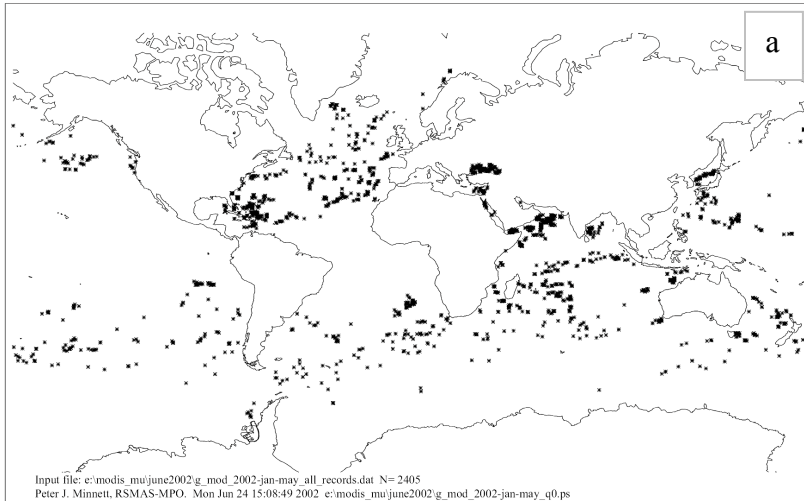 a
Input file: e:\modis_mu\june2002\g_mod_2002-jan-may_all_records.dat N= 2405
Peter J. Minnett, RSMAS-MPO. Mon Jun 24 15:08:49 2002 e:\modis_mu\june2002\g_mod_2002-jan-may_q0.ps